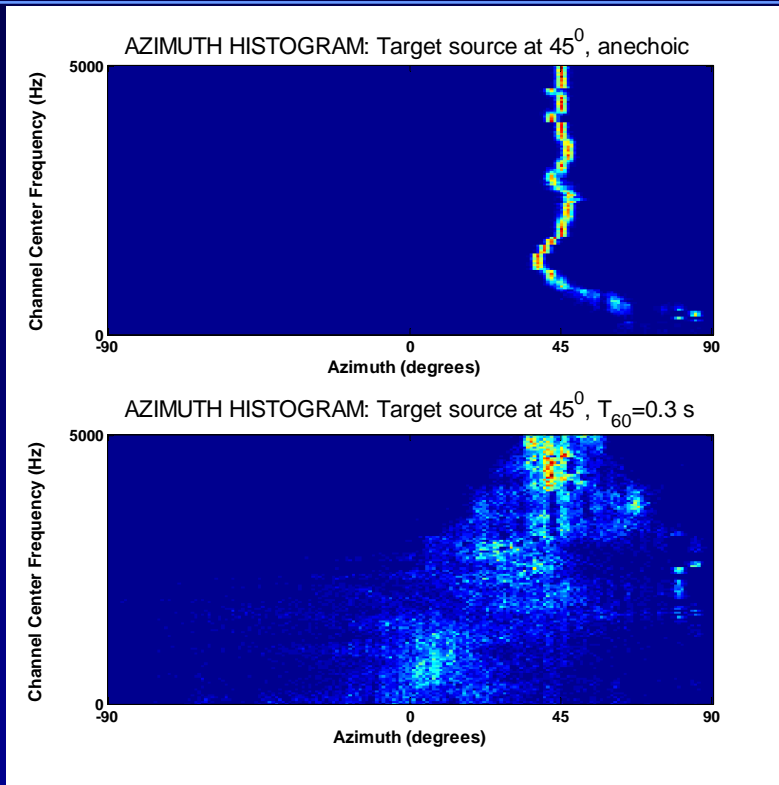 AZIMUTH HISTOGRAM: Target source at 45⁰, anechoic
5000
Channel Center Frequency (Hz)
0
-90 0 45 90
Azimuth (degrees)
AZIMUTH HISTOGRAM: Target source at 45⁰, T₆₀=0.3 s
5000
Channel Center Frequency (Hz)
0
-90 0 45 90
Azimuth (degrees)